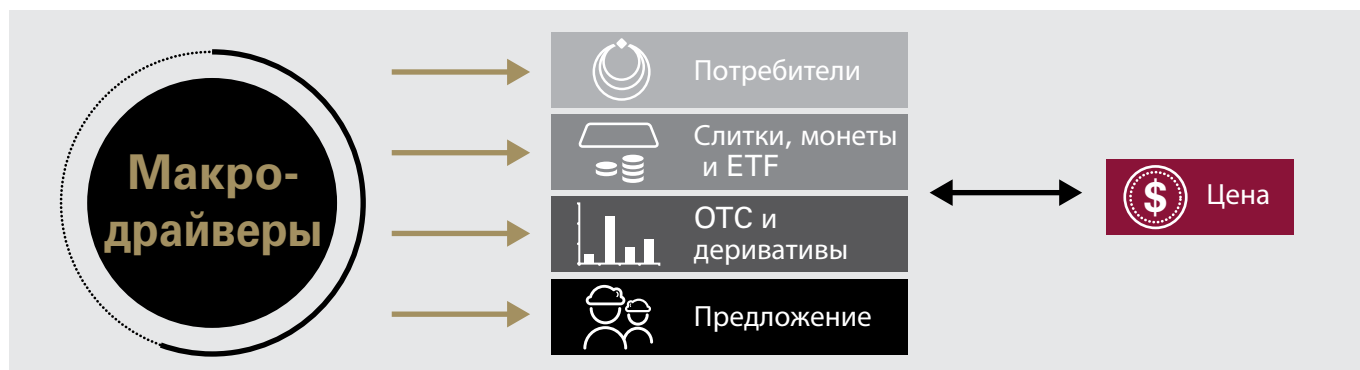 Макро-
драйверы
Потребители
Слитки, монеты
и ETF
OTC и
деривативы
Предложение
$ Цена